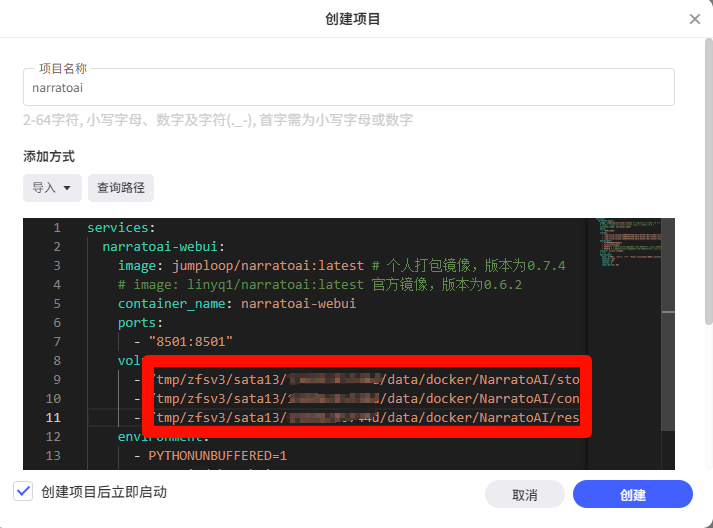 创建项目
项目名称
narratoai
2-64字符, 小写字母、数字及字符(._-), 首字需为小写字母或数字
添加方式
导入
查询路径
1 services:
2 narratoai-webui:
3 image: jumploop/narratoai:latest # 个人打包镜像，版本为0.7.4
4 # image: linyq1/narratoai:latest 官方镜像，版本为0.6.2
5 container_name: narratoai-webui
6 ports:
7 - "8501:8501"
8 vol
9 - /tmp/zfsv3/sata13/ /data/docker/NarratoAI/sto
10 - /tmp/zfsv3/sata13/ /data/docker/NarratoAI/con
11 - /tmp/zfsv3/sata13/ /data/docker/NarratoAI/res
12 environment:
13 - PYTHONUNBUFFERED=1
创建项目后立即启动
取消
创建